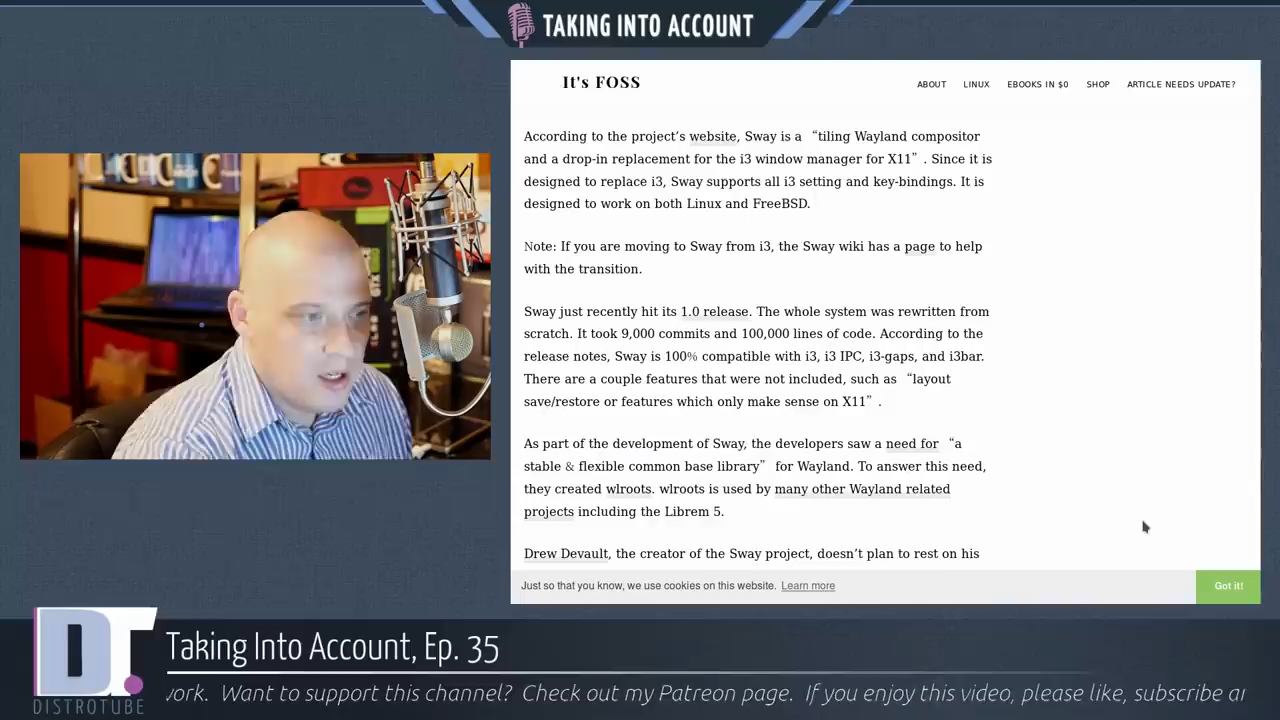 TAKING INTO ACCOUNT
It's FOSS
ABOUT LINUX EBOOKS IN $0 SHOP ARTICLE NEEDS UPDATE?
According to the project’s website, Sway is a “tiling Wayland compositor
and a drop-in replacement for the i3 window manager for X11”. Since it is
designed to replace i3, Sway supports all i3 setting and key-bindings. It is
designed to work on both Linux and FreeBSD.
Note: If you are moving to Sway from i3, the Sway wiki has a page to help
with the transition.
Sway just recently hit its 1.0 release. The whole system was rewritten from
scratch. It took 9,000 commits and 100,000 lines of code. According to the
release notes, Sway is 100% compatible with i3, i3 IPC, i3-gaps, and i3bar.
There are a couple features that were not included, such as “layout
save/restore or features which only make sense on X11”.
As part of the development of Sway, the developers saw a need for “a
stable & flexible common base library” for Wayland. To answer this need,
they created wlroots. wlroots is used by many other Wayland related
projects including the Librem 5.
Drew Devault, the creator of the Sway project, doesn’t plan to rest on his
Just so that you know, we use cookies on this website. Learn more Got it!
DT
DISTROTUBE
Taking Into Account, Ep. 35
work. Want to support this channel? Check out my Patreon page. If you enjoy this video, please like, subscribe